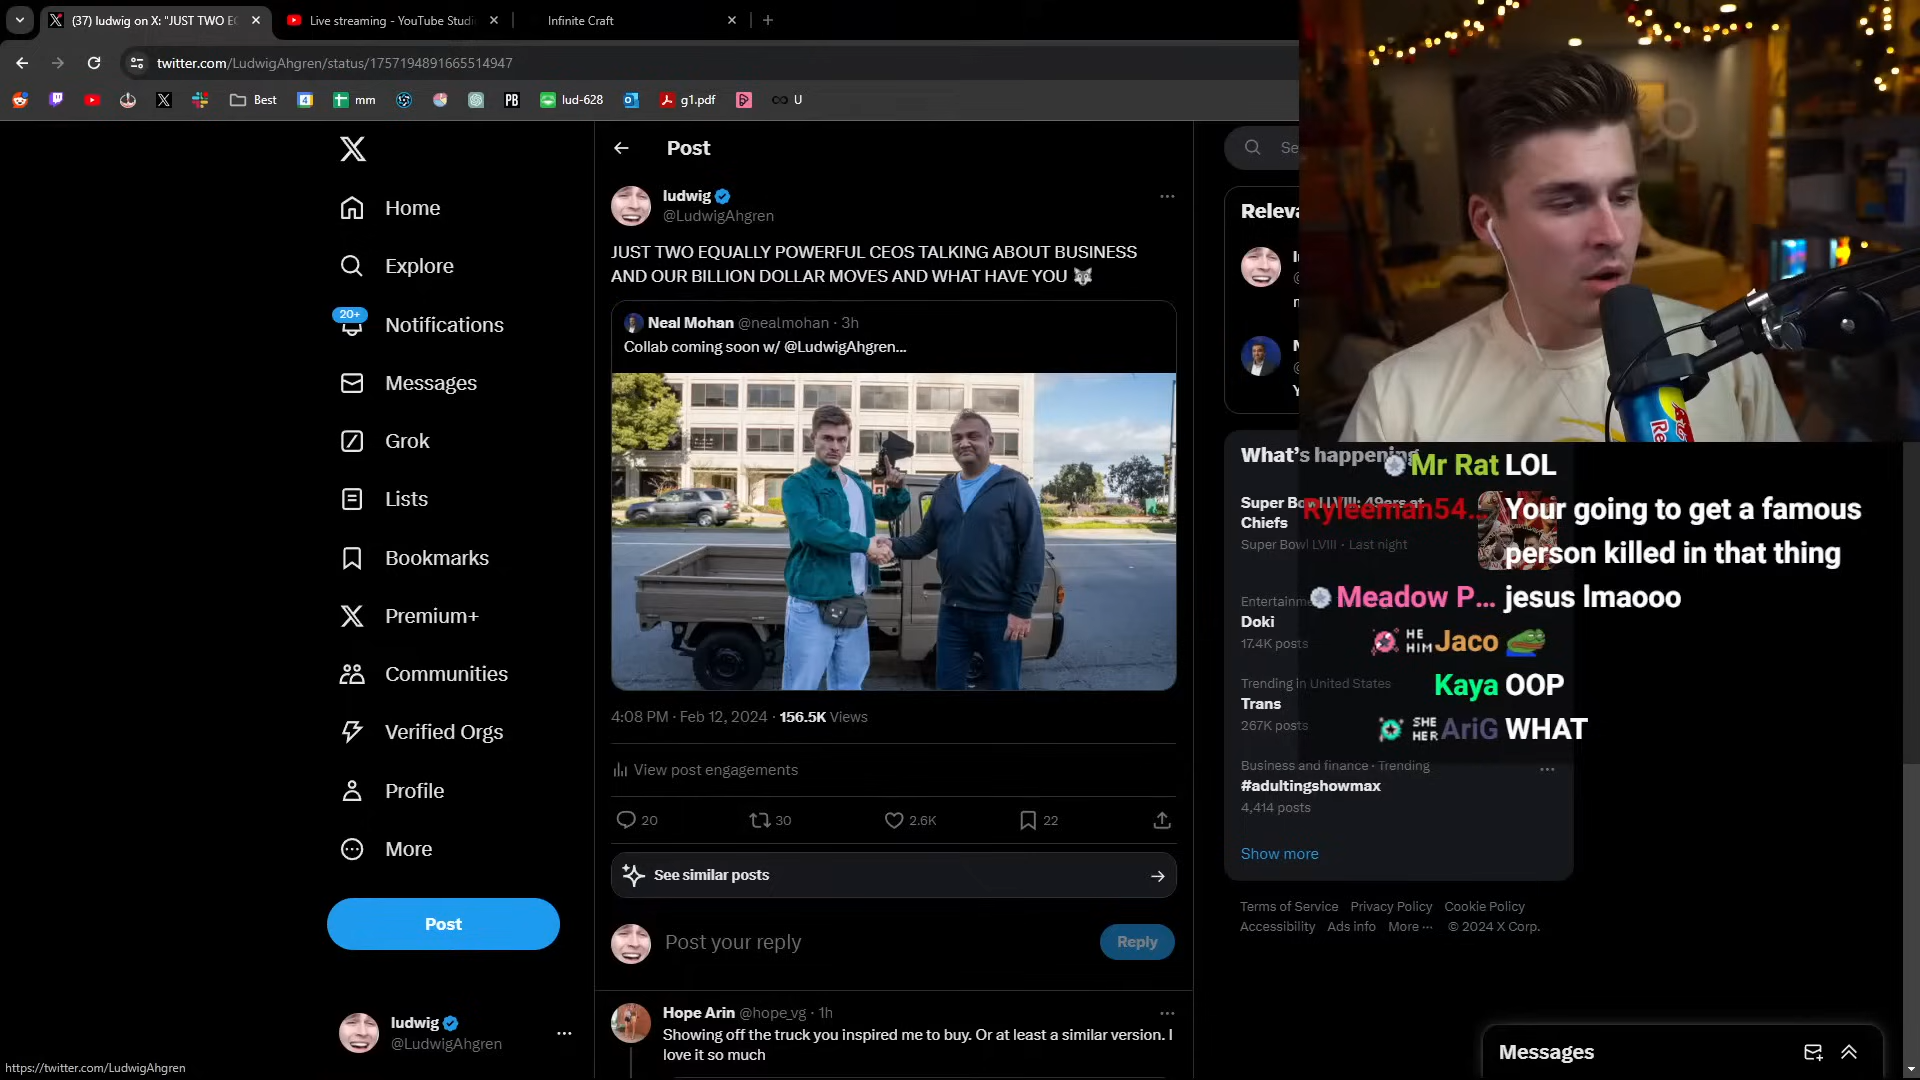 (37) ludwig on X: "JUST TWO E
Live streaming - YouTube Studi
Infinite Craft
twitter.com/LudwigAhgren/status/1757194891665514947
Best
4
mm
PB
lud-628
g1.pdf
U
Home
Explore
20+
Notifications
Messages
Grok
Lists
Bookmarks
Premium+
Communities
Verified Orgs
Profile
More
Post
ludwig
@LudwigAhgren
https://twitter.com/LudwigAhgren
Post
ludwig
@LudwigAhgren
JUST TWO EQUALLY POWERFUL CEOS TALKING ABOUT BUSINESS
AND OUR BILLION DOLLAR MOVES AND WHAT HAVE YOU 🐺
Neal Mohan @nealmohan · 3h
Collab coming soon w/ @LudwigAhgren...
4:08 PM · Feb 12, 2024 · 156.5K Views
View post engagements
20
30
2.6K
22
See similar posts
Post your reply
Reply
Hope Arin @hope_vg · 1h
Showing off the truck you inspired me to buy. Or at least a similar version. I
love it so much
Se
Releva
What's happening
Super Bowl LVIII: 49ers at
Chiefs
Super Bowl LVIII · Last night
Entertainme
Doki
17.4K posts
Trending in United States
Trans
267K posts
Business and finance · Trending
#adultingshowmax
4,414 posts
Show more
Terms of Service Privacy Policy Cookie Policy
Accessibility Ads info More ··· © 2024 X Corp.
Mr Rat LOL
Ryleeman54... Your going to get a famous
person killed in that thing
Meadow P... jesus lmaooo
HE HIM Jaco
Kaya OOP
SHE HER AriG WHAT
Messages